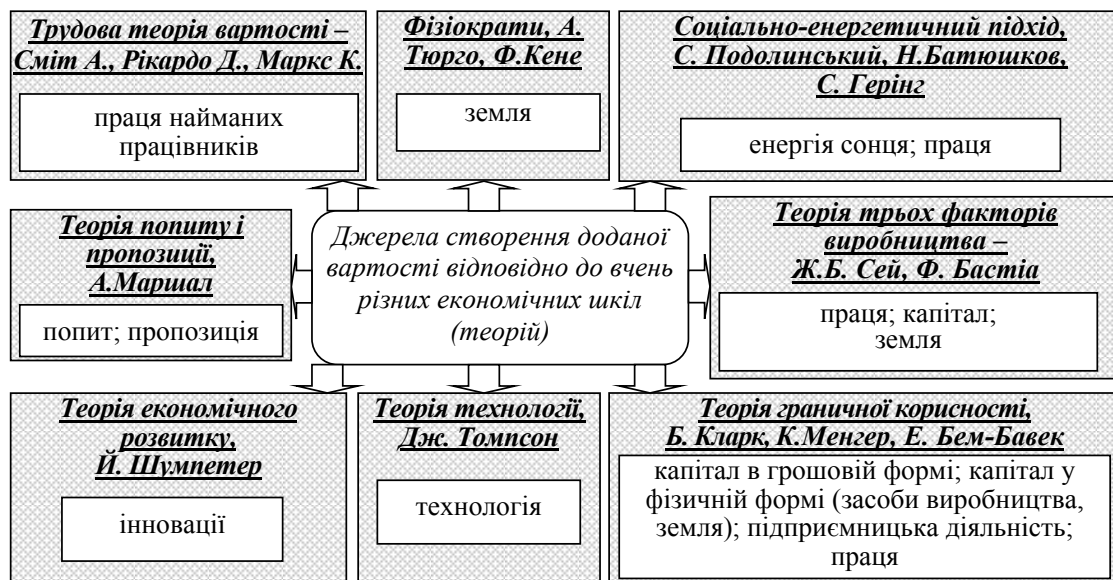 Трудова теорія вартості –
Сміт А., Рікардо Д., Маркс К.
праця найманих
працівників
Фізіократи, А.
Тюрго, Ф.Кене
земля
Соціально-енергетичний підхід,
С. Подолинський, Н.Батюшков,
С. Герінг
енергія сонця; праця
Теорія попиту і
пропозиції,
А.Маршал
попит; пропозиція
Джерела створення доданої
вартості відповідно до вчень
різних економічних шкіл
(теорій)
Теорія трьох факторів
виробництва –
Ж.Б. Сей, Ф. Бастіа
праця; капітал;
земля
Теорія економічного
розвитку,
Й. Шумпетер
інновації
Теорія технології,
Дж. Томпсон
технологія
Теорія граничної корисності,
Б. Кларк, К.Менгер, Е. Бем-Бавек
капітал в грошовій формі; капітал у
фізичній формі (засоби виробництва,
земля); підприємницька діяльність;
праця